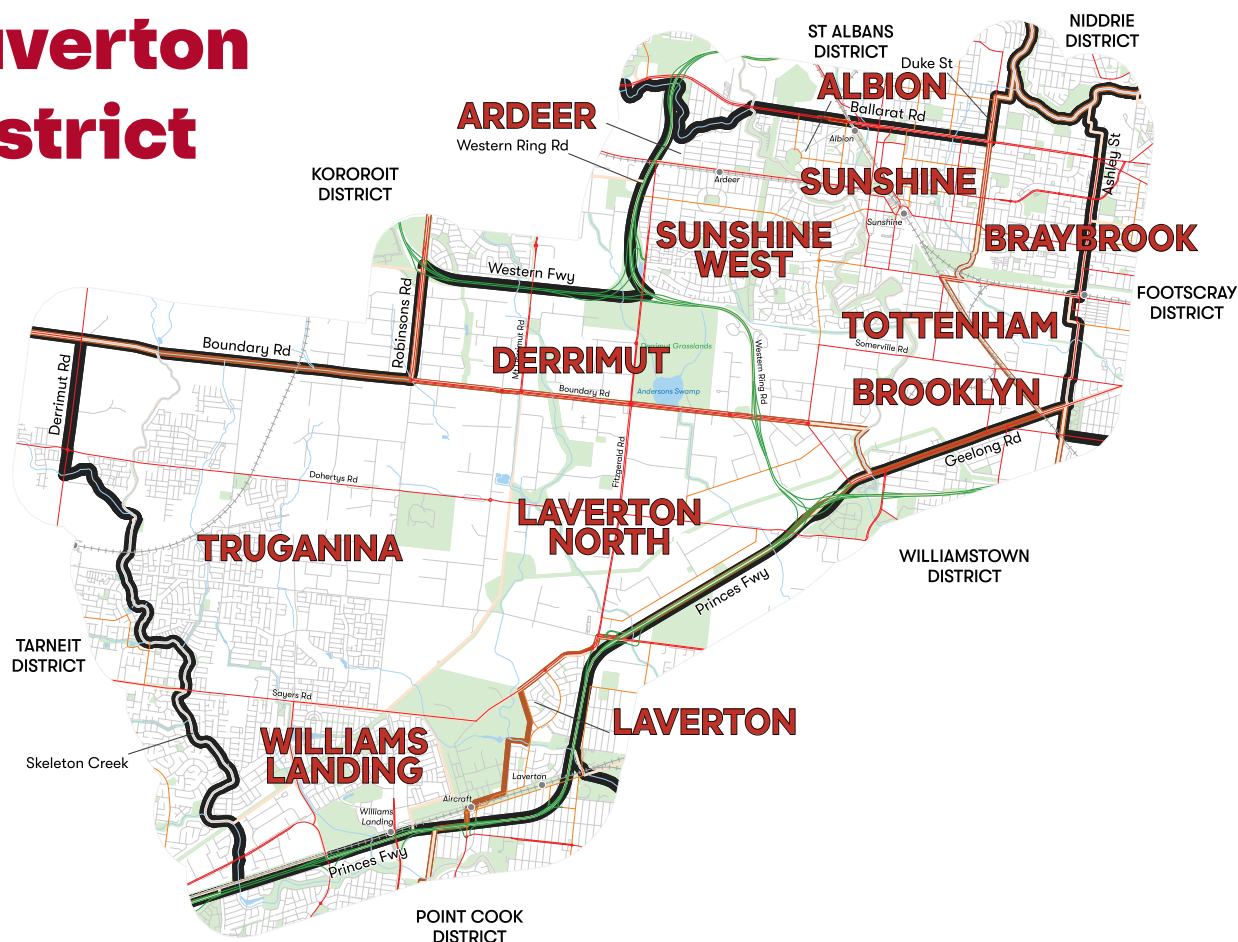 averton
istrict
ST ALBANS
DISTRICT
NIDDRIE
DISTRICT
Duke St
ALBION
Ballarat Rd
ARDEER
Western Ring Rd
Albion
Ashley St
KOROROIT
DISTRICT
Ardeer
SUNSHINE
Sunshine
SUNSHINE
WEST
BRAYBROOK
Western Fwy
Robinsons Rd
FOOTSCRAY
DISTRICT
TOTTENHAM
Boundary Rd
Derrimut Rd
DERRIMUT
Derrimut Grasslands
Somerville Rd
Western Ring Rd
Boundary Rd
Andersons Swamp
BROOKLYN
Geelong Rd
Fitzgerald Rd
Dohertys Rd
LAVERTON
NORTH
TRUGANINA
WILLIAMSTOWN
DISTRICT
Princes Fwy
TARNEIT
DISTRICT
Sayers Rd
LAVERTON
WILLIAMS
LANDING
Skeleton Creek
Laverton
Aircraft
Williams
Landing
Princes Fwy
POINT COOK
DISTRICT